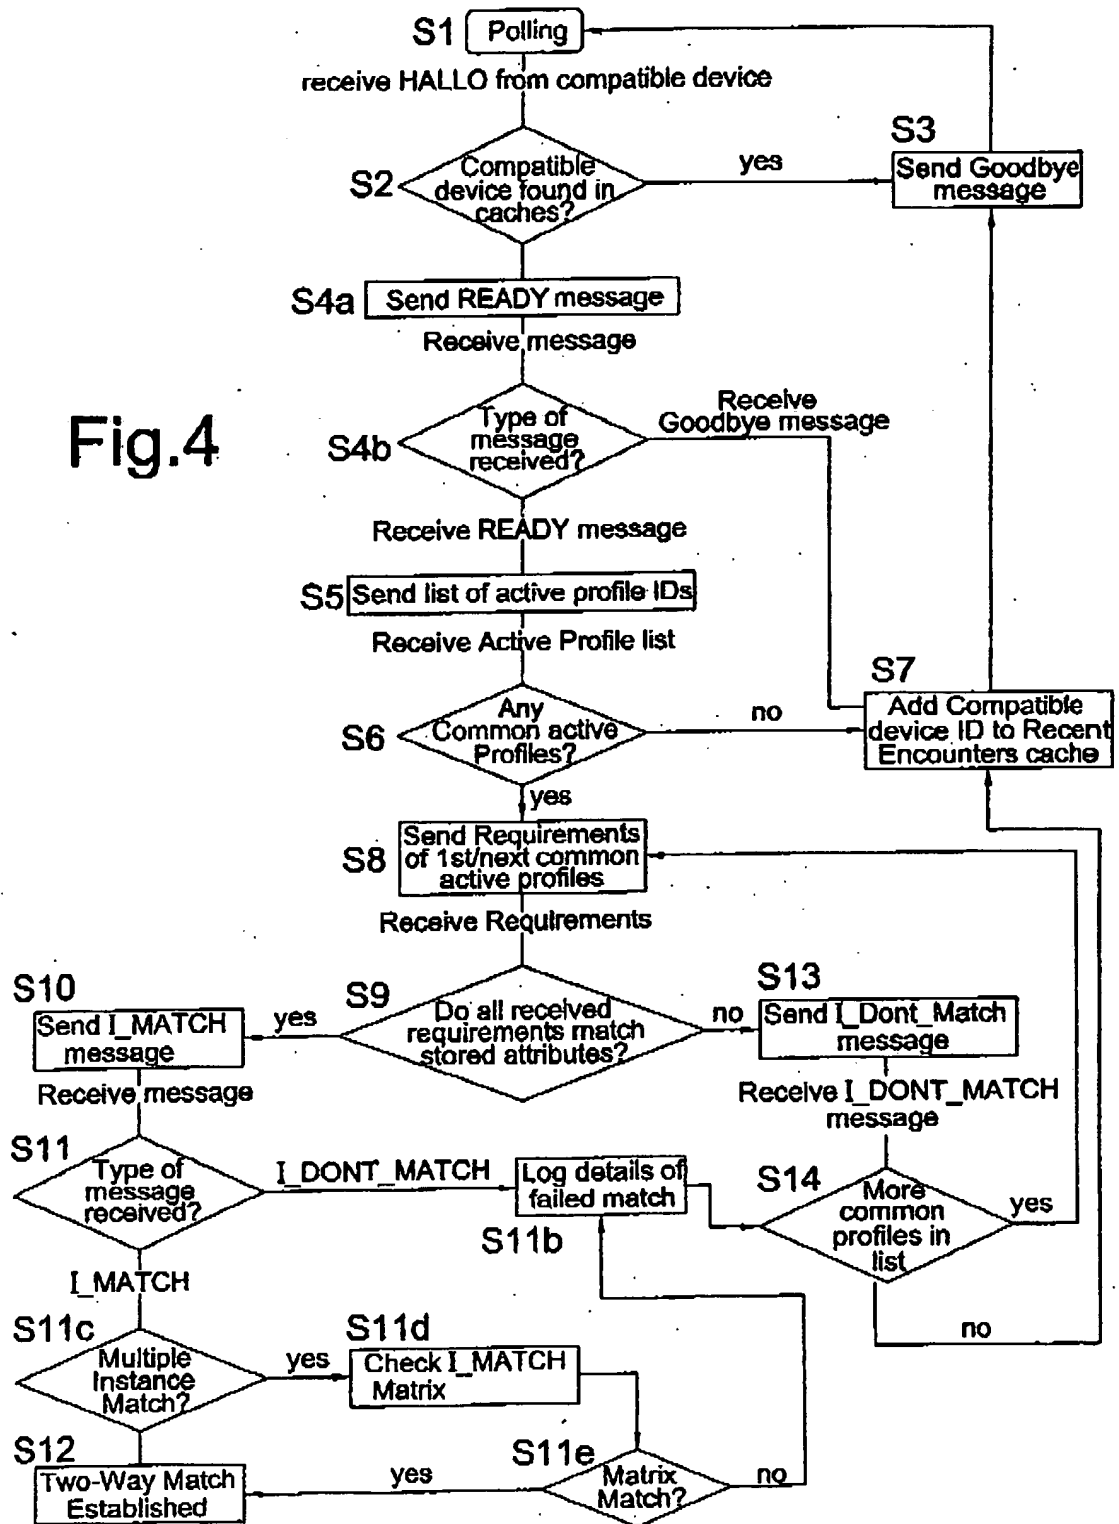 S1
Polling
receive HALLO from compatible device
S2
Compatible
device found in
caches?
yes
S3
Send Goodbye
message
S4a
Send READY message
Receive message
Fig.4
S4b
Type of
message
received?
Receive
Goodbye message
Receive READY message
S5
Send list of active profile IDs
Receive Active Profile list
S6
Any
Common active
Profiles?
no
S7
Add Compatible
device ID to Recent
Encounters cache
yes
S8
Send Requirements
of 1st/next common
active profiles
Receive Requirements
S9
Do all received
requirements match
stored attributes?
yes
no
S10
Send I_MATCH
message
Receive message
S13
Send I_Dont_Match
message
Receive I_DONT_MATCH
message
S11
Type of
message
received?
I_DONT_MATCH
Log details of
failed match
S11b
S14
More
common
profiles in
list
yes
no
I_MATCH
S11c
Multiple
Instance
Match?
yes
S11d
Check I_MATCH
Matrix
S11e
Matrix
Match?
no
yes
S12
Two-Way Match
Established